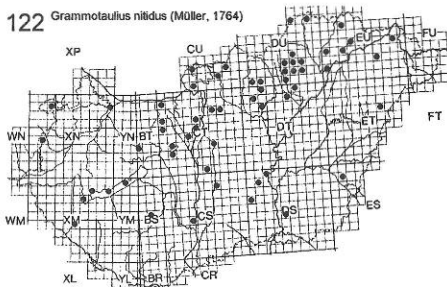 122 Grammotaulius nitidus (Müller, 1764)
XP
CU
DU
EU
FU
WN
XN
YN
BT
DT
ET
FT
WM
XM
YM
BS
CS
DS
ES
XL
YL
BR
CR